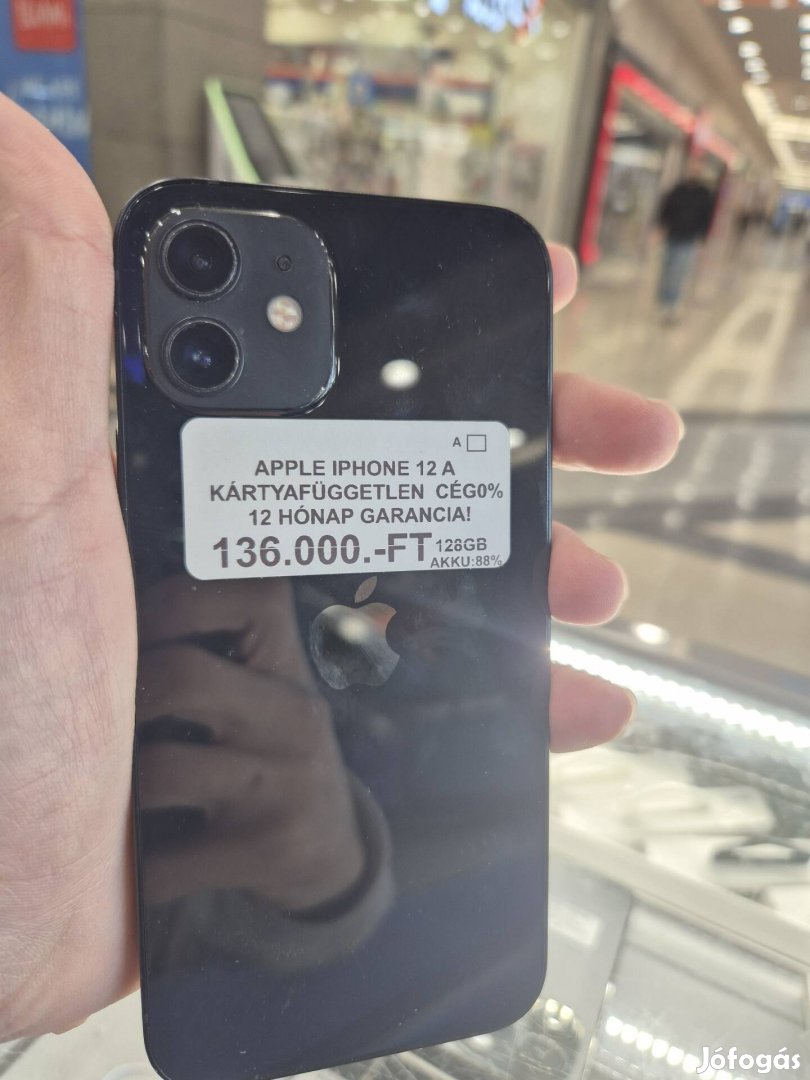 A
APPLE IPHONE 12 A
KÁRTYAFÜGGETLEN CÉG0%
12 HÓNAP GARANCIA!
136.000.-FT 128GB
AKKU:88%
Jófogás